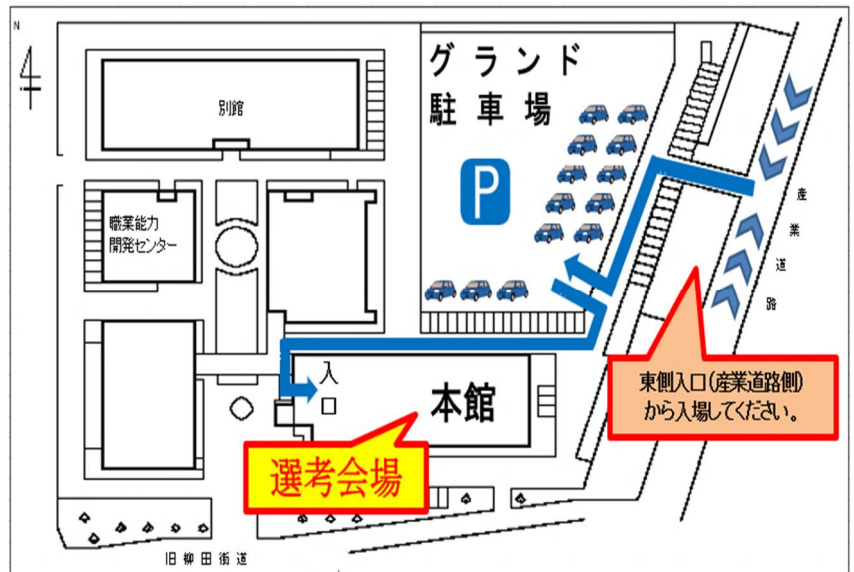 N
グランド
駐車場
別館
P
職業能力
開発センター
産業道路
入口
本館
東側入口(産業道路側)
から入場してください。
選考会場
旧柳田街道